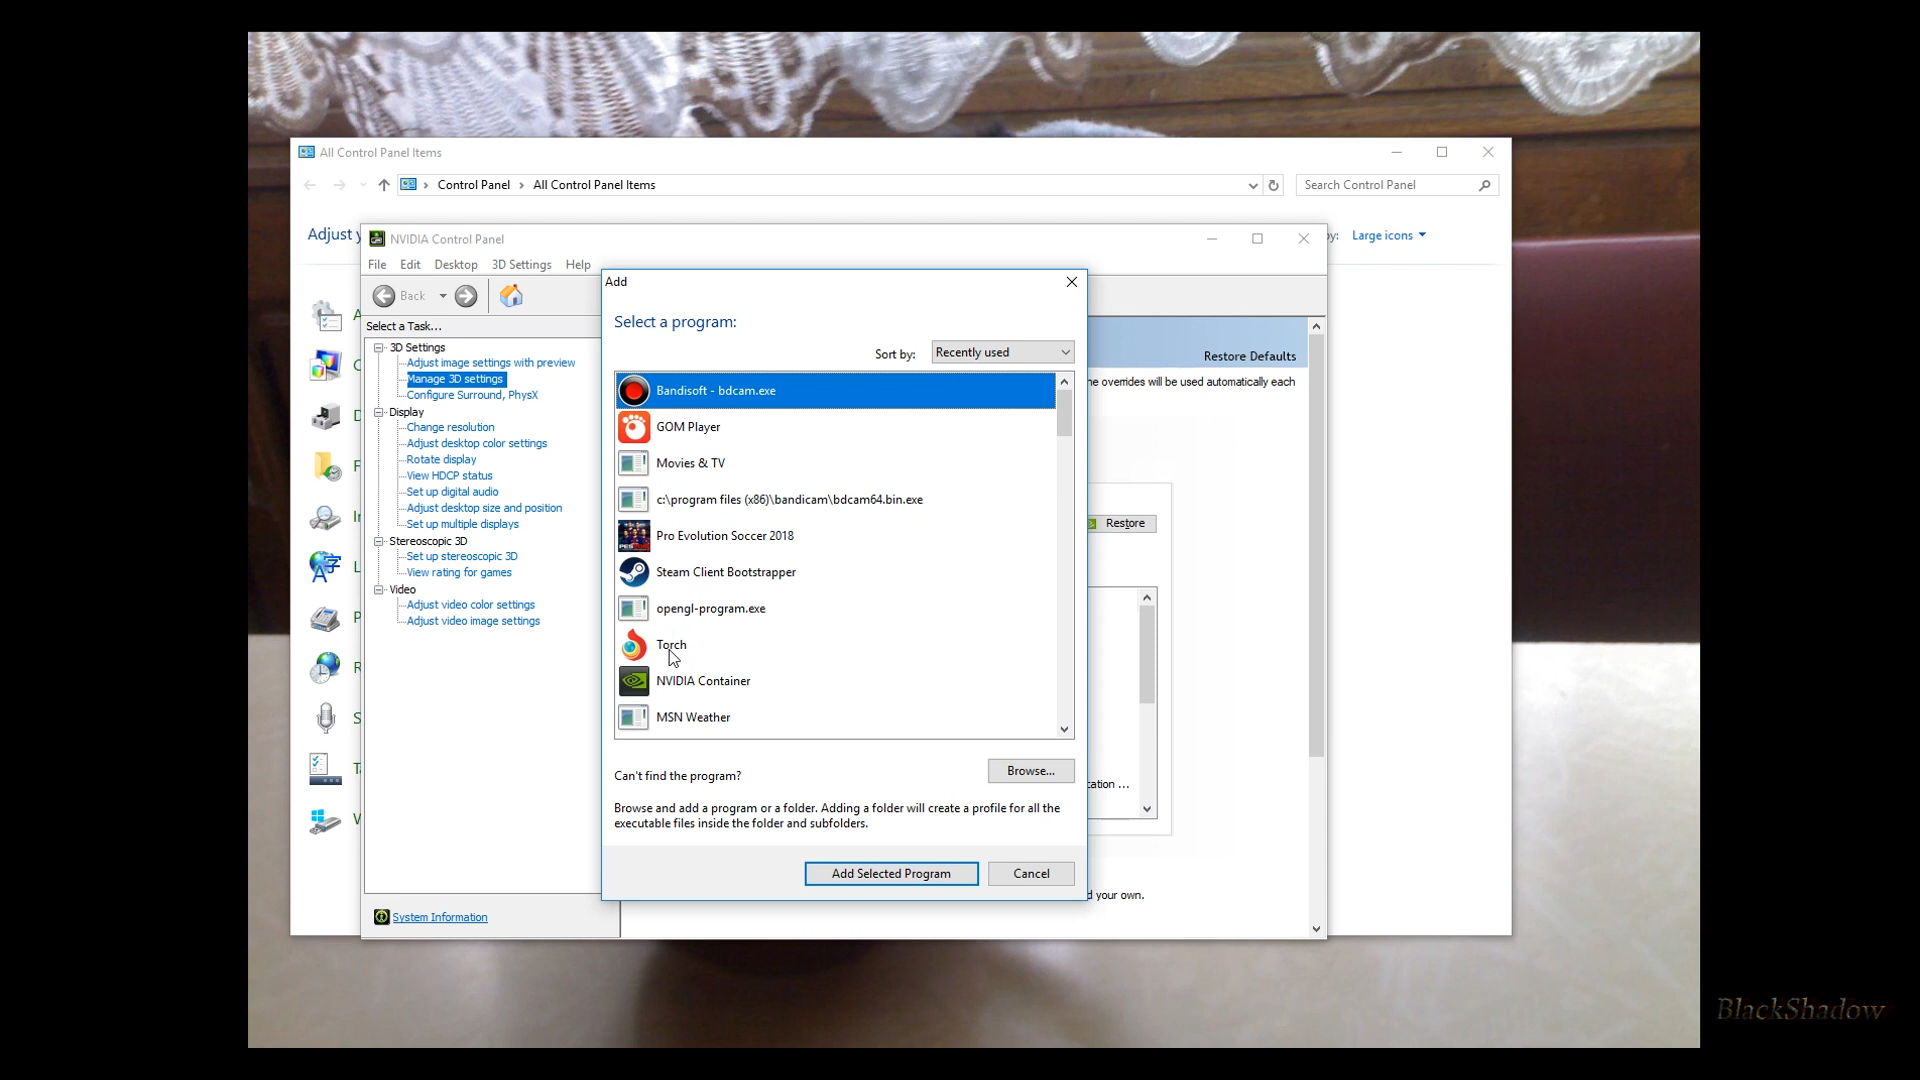 All Control Panel Items
Control Panel > All Control Panel Items
Search Control Panel
Adjust y
by: Large icons
NVIDIA Control Panel
File Edit Desktop 3D Settings Help
Back
Select a Task...
3D Settings
Adjust image settings with preview
Manage 3D settings
Configure Surround, PhysX
Display
Change resolution
Adjust desktop color settings
Rotate display
View HDCP status
Set up digital audio
Adjust desktop size and position
Set up multiple displays
Stereoscopic 3D
Set up stereoscopic 3D
View rating for games
Video
Adjust video color settings
Adjust video image settings
System Information
Add
Select a program:
Sort by: Recently used
Bandisoft - bdcam.exe
GOM Player
Movies & TV
c:\program files (x86)\bandicam\bdcam64.bin.exe
Pro Evolution Soccer 2018
Steam Client Bootstrapper
opengl-program.exe
Torch
NVIDIA Container
MSN Weather
Can't find the program?
Browse...
Browse and add a program or a folder. Adding a folder will create a profile for all the
executable files inside the folder and subfolders.
Add Selected Program Cancel
Restore Defaults
overrides will be used automatically each
Restore
cation ...
d your own.
BlackShadow